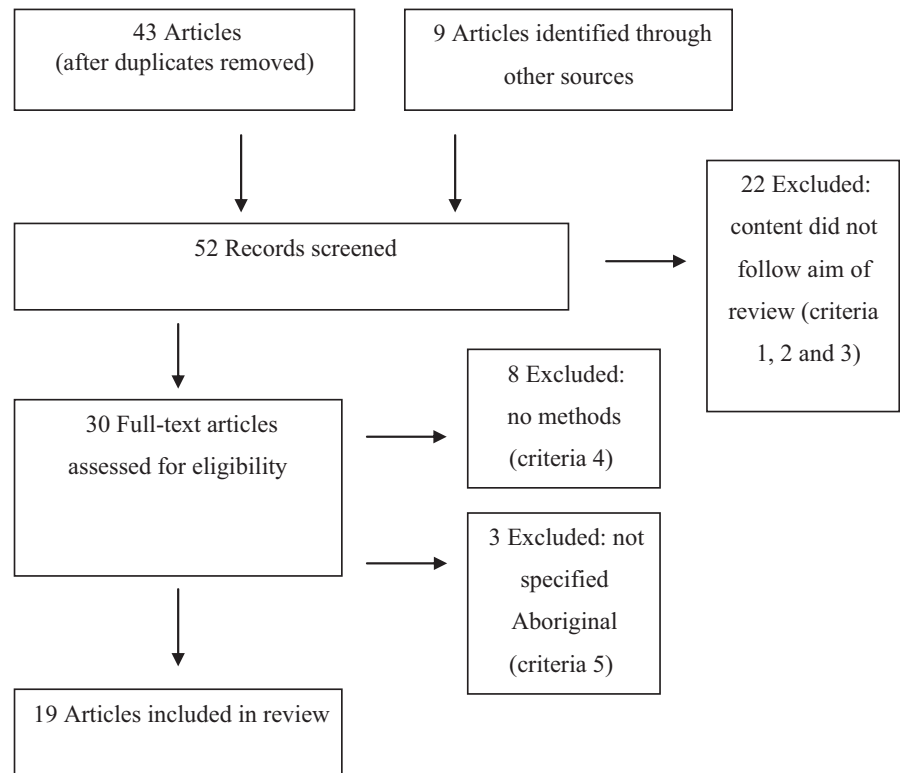 43 Articles
(after duplicates removed)
9 Articles identified through
other sources
52 Records screened
22 Excluded:
content did not
follow aim of
review (criteria
1, 2 and 3)
30 Full-text articles
assessed for eligibility
8 Excluded:
no methods
(criteria 4)
3 Excluded: not
specified
Aboriginal
(criteria 5)
19 Articles included in review